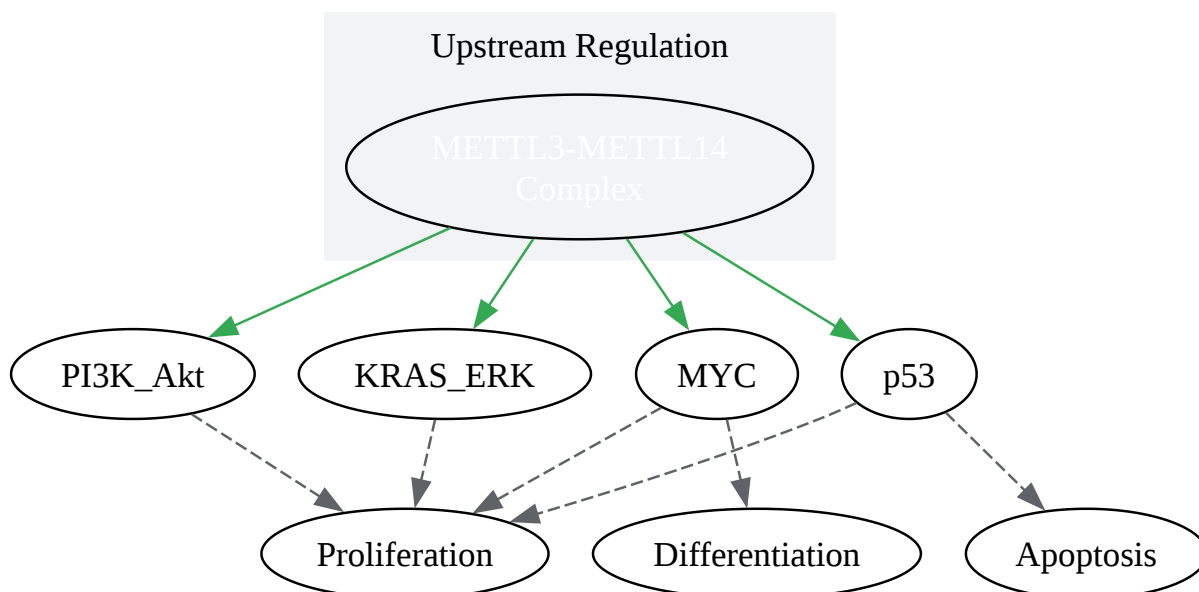 Upstream Regulation
METTL3-METTL14
Complex
PI3K_Akt
KRAS_ERK
MYC
p53
Proliferation
Differentiation
Apoptosis